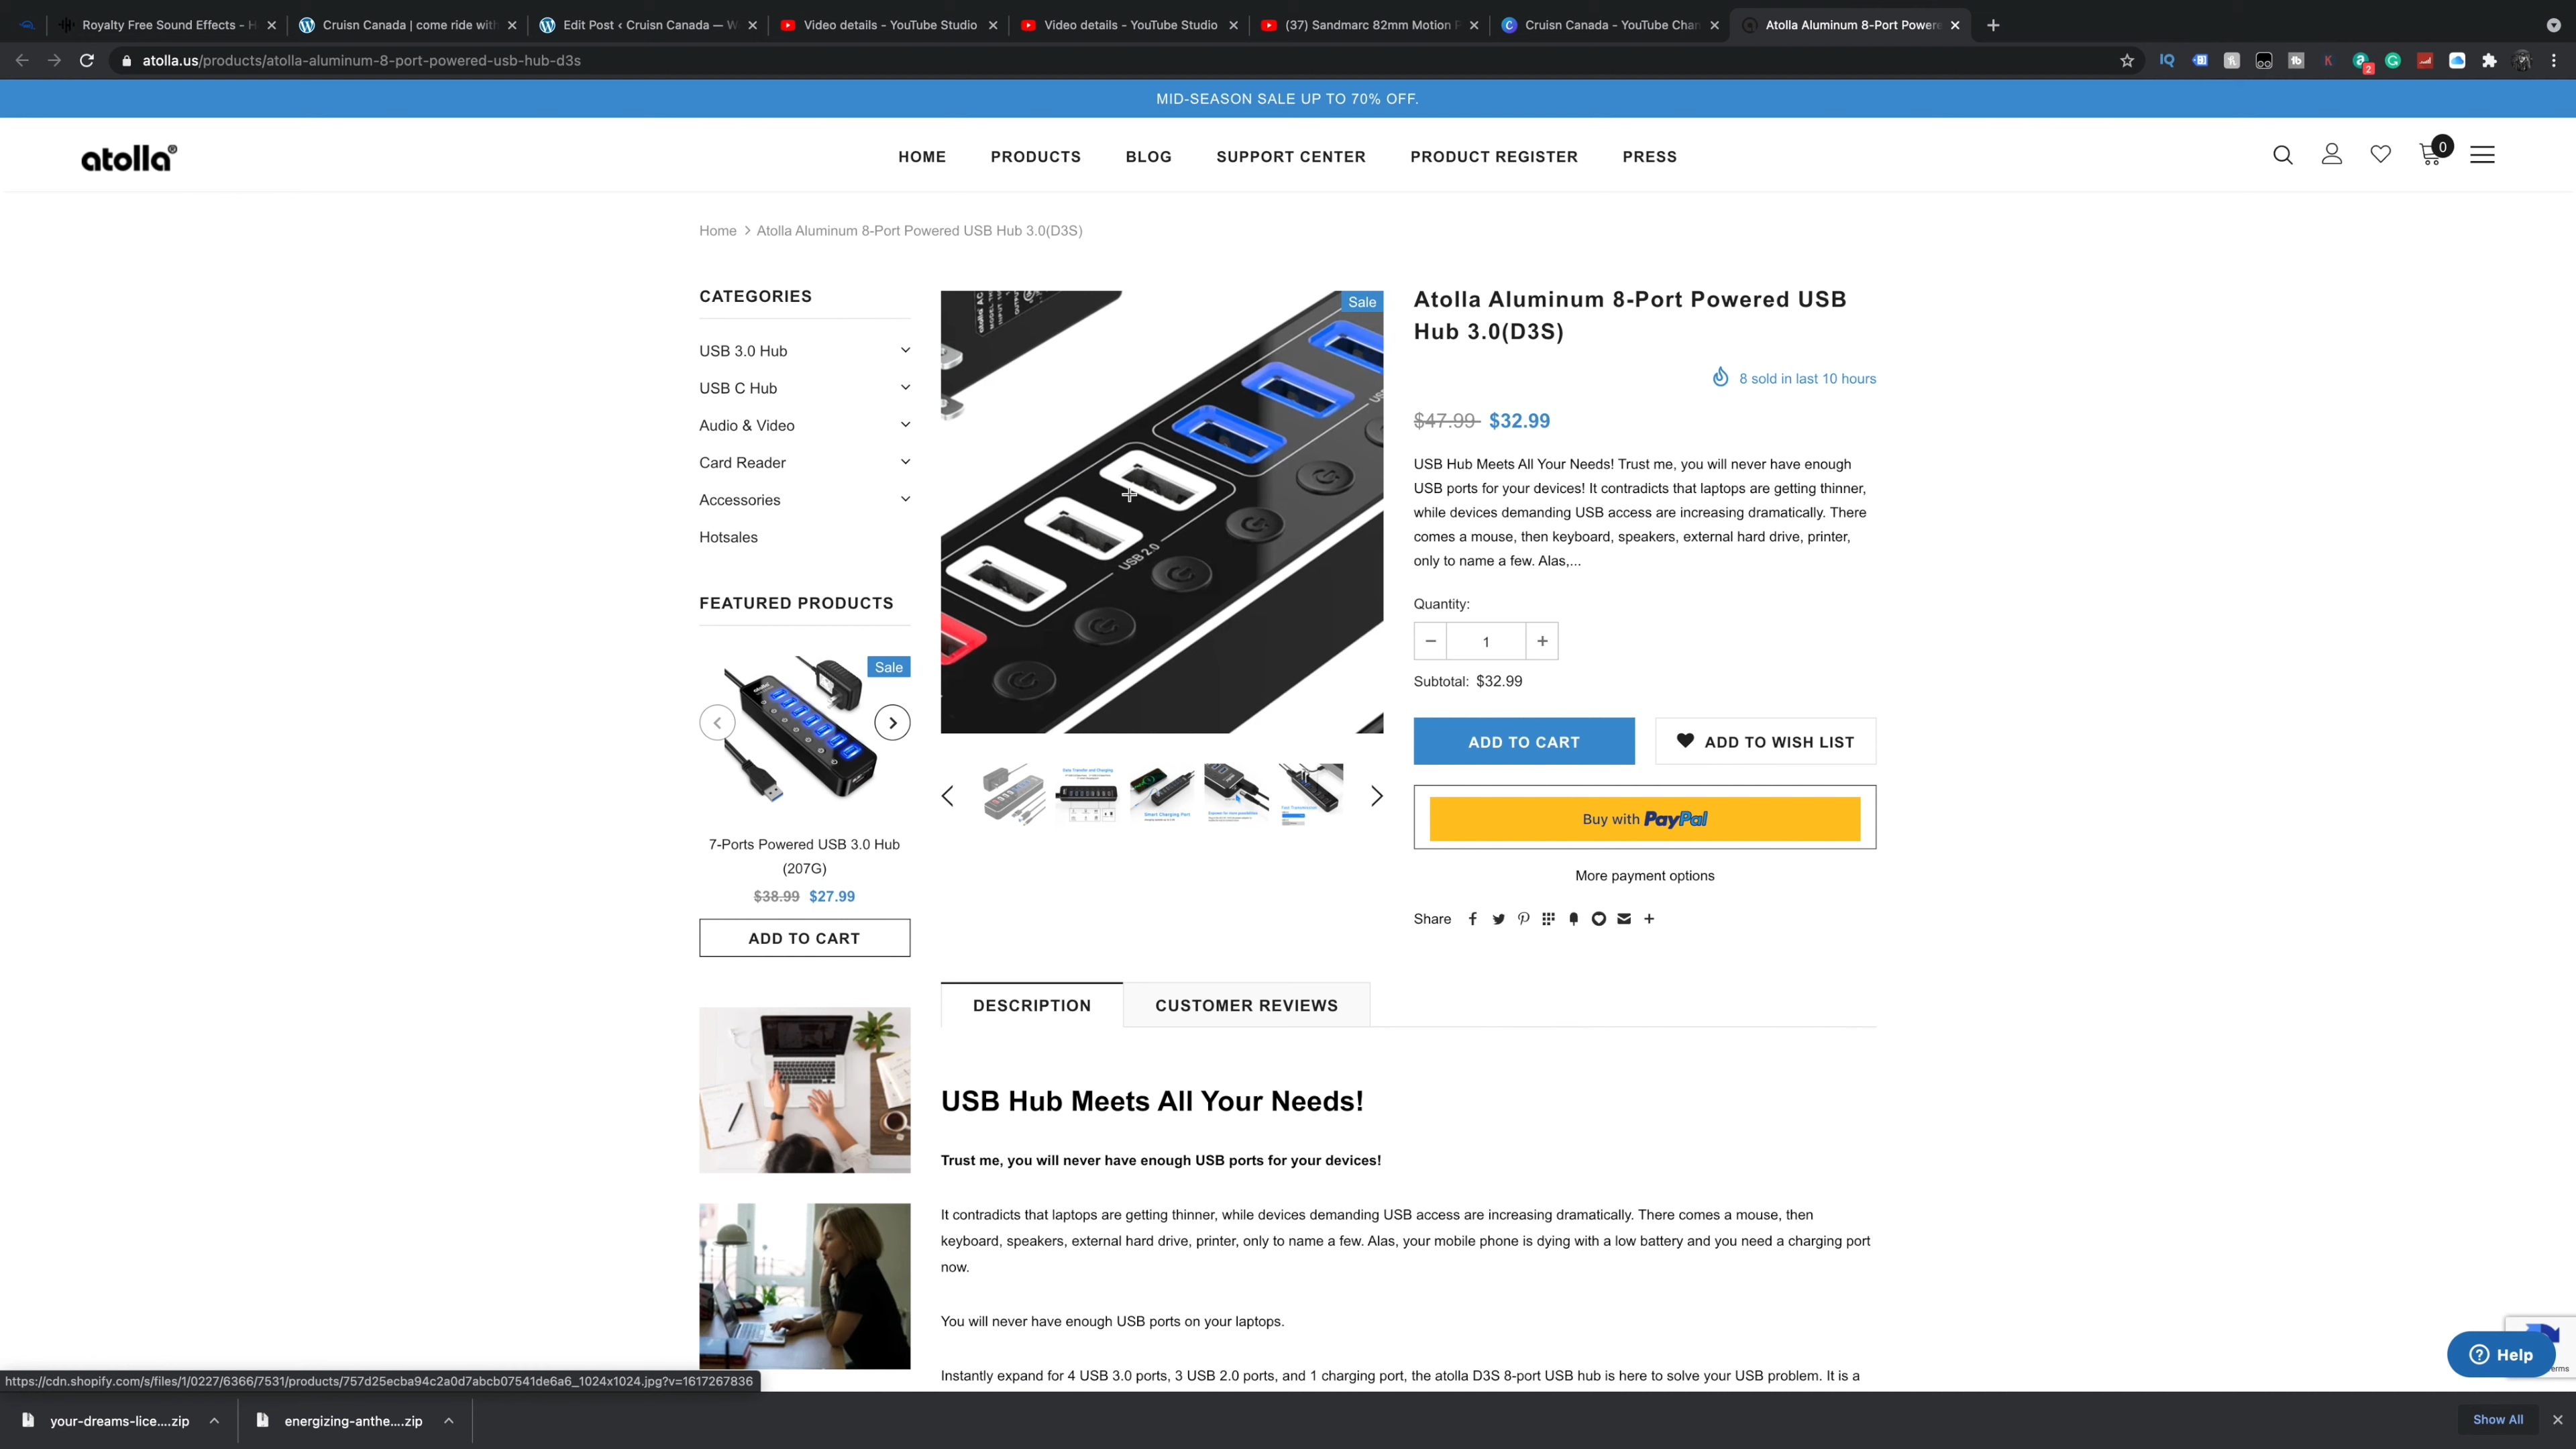 Royalty Free Sound Effects - H
Cruisn Canada | come ride with
Edit Post ‹ Cruisn Canada — W
Video details - YouTube Studio
Video details - YouTube Studio
(37) Sandmarc 82mm Motion F
Cruisn Canada - YouTube Chan
Atolla Aluminum 8-Port Powere
atolla.us/products/atolla-aluminum-8-port-powered-usb-hub-d3s
MID-SEASON SALE UP TO 70% OFF.
atolla®
HOME
PRODUCTS
BLOG
SUPPORT CENTER
PRODUCT REGISTER
PRESS
0
Home > Atolla Aluminum 8-Port Powered USB Hub 3.0(D3S)
CATEGORIES
USB 3.0 Hub
USB C Hub
Audio & Video
Card Reader
Accessories
Hotsales
FEATURED PRODUCTS
Sale
7-Ports Powered USB 3.0 Hub
(207G)
$38.99 $27.99
ADD TO CART
Sale
USB 2.0
Data Transfer and Charging
Smart Charging Port
Fast Transmission
Atolla Aluminum 8-Port Powered USB
Hub 3.0(D3S)
8 sold in last 10 hours
$47.99 $32.99
USB Hub Meets All Your Needs! Trust me, you will never have enough
USB ports for your devices! It contradicts that laptops are getting thinner,
while devices demanding USB access are increasing dramatically. There
comes a mouse, then keyboard, speakers, external hard drive, printer,
only to name a few. Alas,...
Quantity:
− 1 +
Subtotal: $32.99
ADD TO CART
ADD TO WISH LIST
Buy with PayPal
More payment options
Share
DESCRIPTION
CUSTOMER REVIEWS
USB Hub Meets All Your Needs!
Trust me, you will never have enough USB ports for your devices!
It contradicts that laptops are getting thinner, while devices demanding USB access are increasing dramatically. There comes a mouse, then
keyboard, speakers, external hard drive, printer, only to name a few. Alas, your mobile phone is dying with a low battery and you need a charging port
now.
You will never have enough USB ports on your laptops.
Instantly expand for 4 USB 3.0 ports, 3 USB 2.0 ports, and 1 charging port, the atolla D3S 8-port USB hub is here to solve your USB problem. It is a
Help
https://cdn.shopify.com/s/files/1/0227/6366/7531/products/757d25ecba94c2a0d7abcb07541de6a6_1024x1024.jpg?v=1617267836
your-dreams-lice....zip
energizing-anthe....zip
Show All